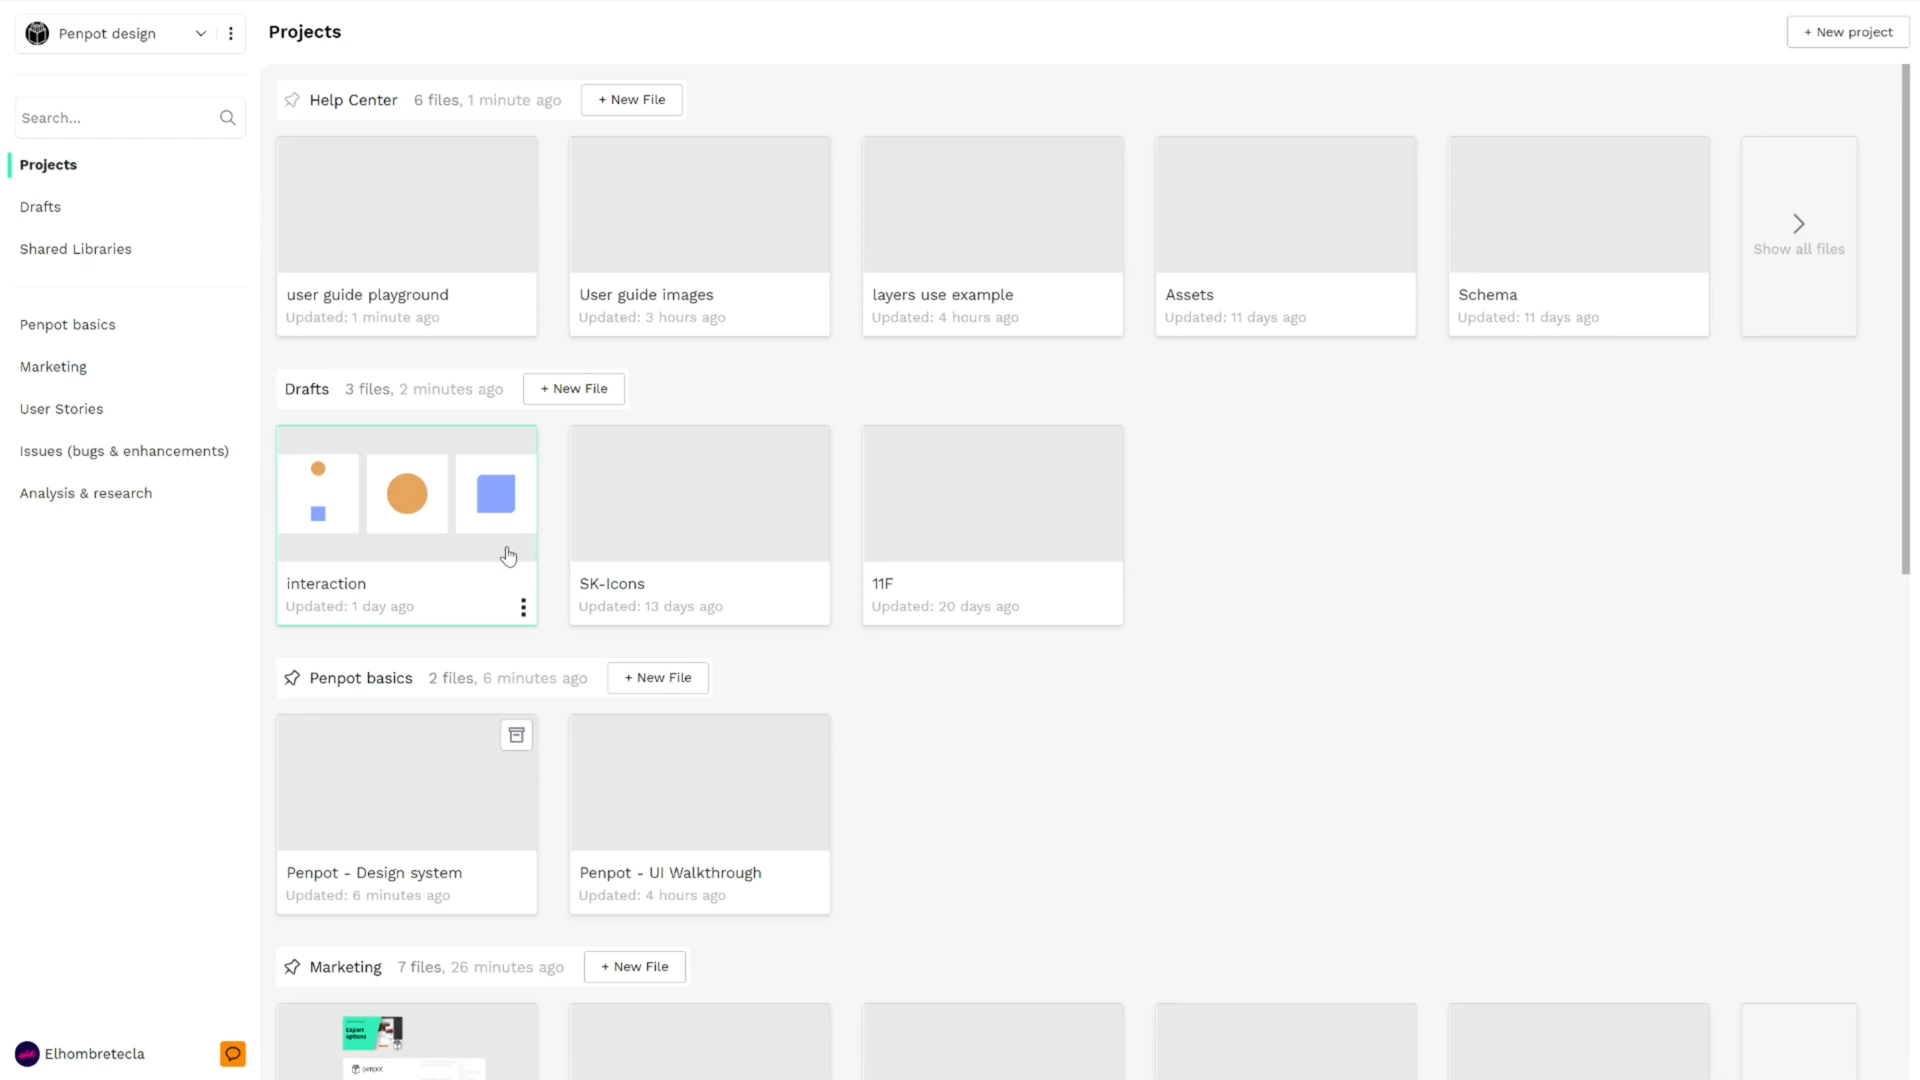 Penpot design
Projects
+ New project
Search...
Projects
Drafts
Shared Libraries
Penpot basics
Marketing
User Stories
Issues (bugs & enhancements)
Analysis & research
Elhombretecla
Help Center 6 files, 1 minute ago + New File
user guide playground
Updated: 1 minute ago
User guide images
Updated: 3 hours ago
layers use example
Updated: 4 hours ago
Assets
Updated: 11 days ago
Schema
Updated: 11 days ago
Show all files
Drafts 3 files, 2 minutes ago + New File
interaction
Updated: 1 day ago
SK-Icons
Updated: 13 days ago
11F
Updated: 20 days ago
Penpot basics 2 files, 6 minutes ago + New File
Penpot - Design system
Updated: 6 minutes ago
Penpot - UI Walkthrough
Updated: 4 hours ago
Marketing 7 files, 26 minutes ago + New File
Export
options
penpot